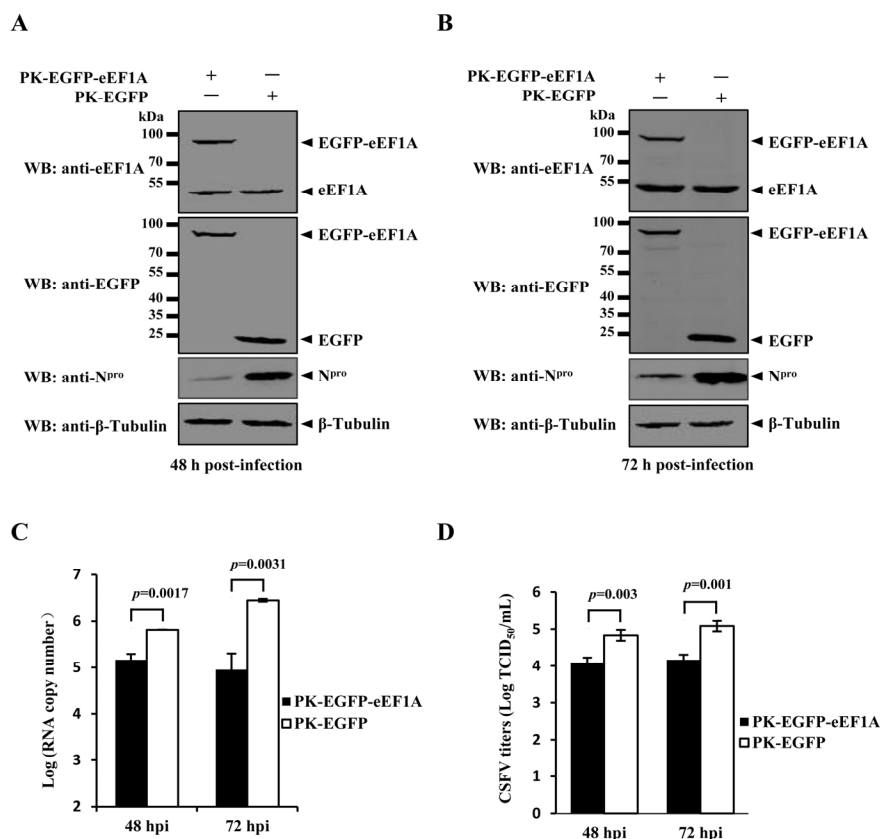 A
PK-EGFP-eEF1A + —
PK-EGFP — +
kDa
WB: anti-eEF1A
100
70
55
EGFP-eEF1A
eEF1A
WB: anti-EGFP
100
70
55
40
35
25
EGFP-eEF1A
EGFP
WB: anti-Nᵖʳᵒ
Nᵖʳᵒ
WB: anti-β-Tubulin
β-Tubulin
48 h post-infection
B
PK-EGFP-eEF1A + —
PK-EGFP — +
kDa
WB: anti-eEF1A
100
70
55
EGFP-eEF1A
eEF1A
WB: anti-EGFP
100
70
55
40
35
25
EGFP-eEF1A
EGFP
WB: anti-Nᵖʳᵒ
Nᵖʳᵒ
WB: anti-β-Tubulin
β-Tubulin
72 h post-infection
C
Log (RNA copy number)
7
6
5
4
3
2
p=0.0017
p=0.0031
48 hpi
72 hpi
PK-EGFP-eEF1A
PK-EGFP
D
CSFV titers (Log TCID₅₀/mL)
6
5
4
3
2
1
0
p=0.003
p=0.001
48 hpi
72 hpi
PK-EGFP-eEF1A
PK-EGFP